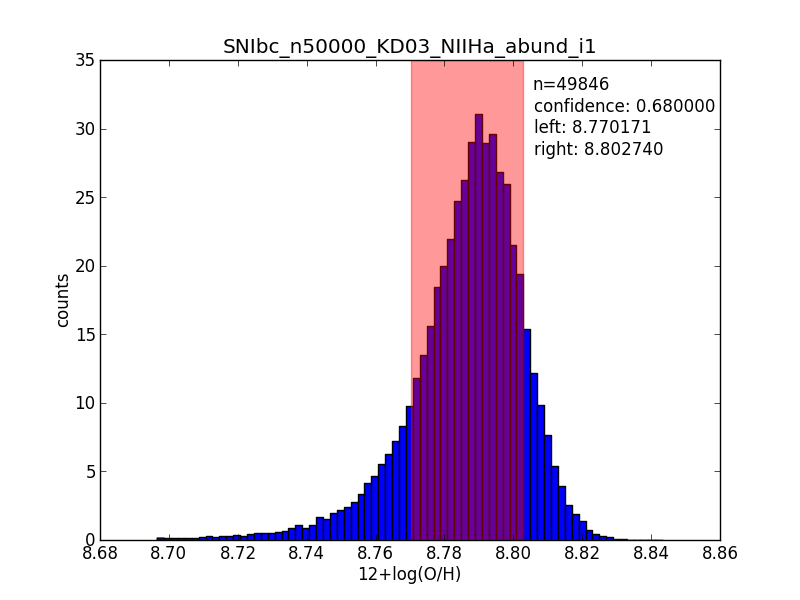 SNIbc_n50000_KD03_NIIHa_abund_i1
35
n=49846
confidence: 0.680000
left: 8.770171
right: 8.802740
30
25
20
15
10
5
0
counts
8.68 8.70 8.72 8.74 8.76 8.78 8.80 8.82 8.84 8.86
12+log(O/H)